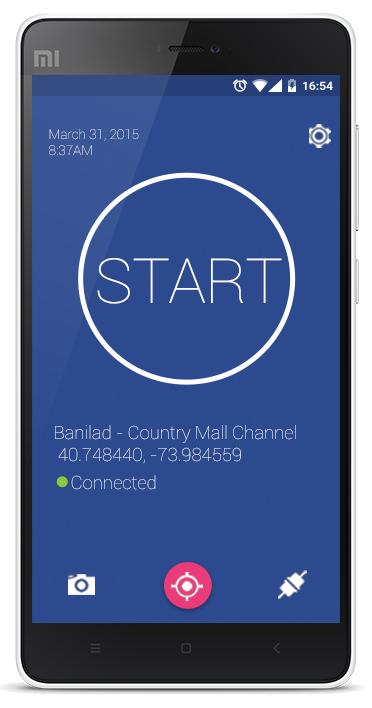 MI
16:54
March 31, 2015
8:37AM
START
Banilad - Country Mall Channel
40.748440, -73.984559
Connected